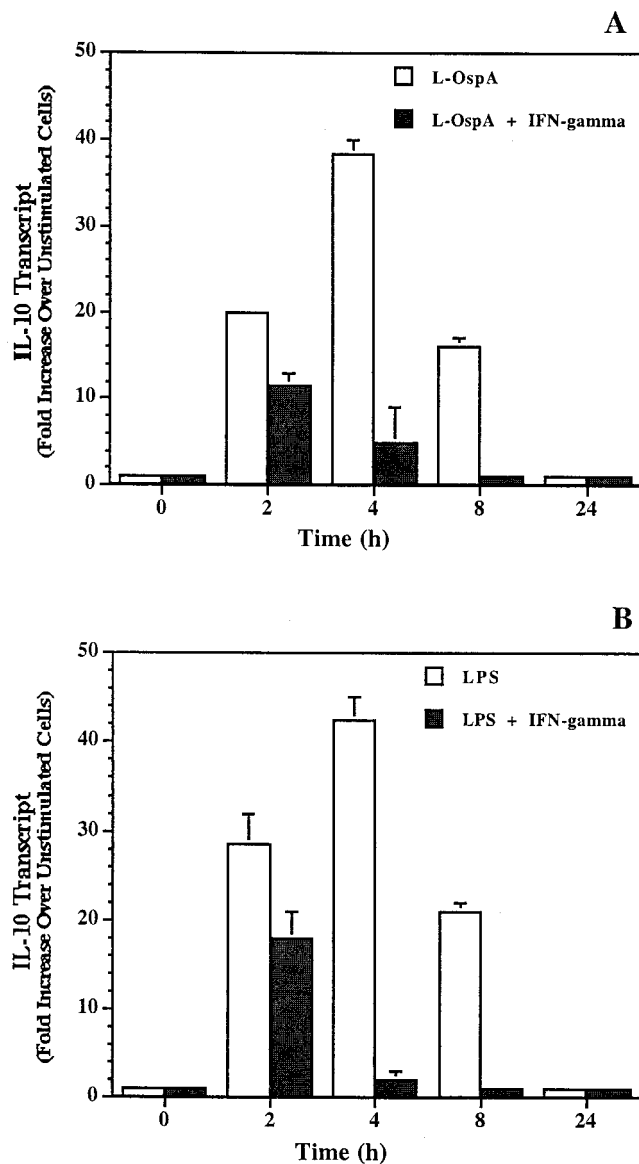 A
50
40
30
20
10
0
IL-10 Transcript
(Fold Increase Over Unstimulated Cells)
L-OspA
L-OspA + IFN-gamma
0 2 4 8 24
Time (h)
B
50
40
30
20
10
0
IL-10 Transcript
(Fold Increase Over Unstimulated Cells)
LPS
LPS + IFN-gamma
0 2 4 8 24
Time (h)